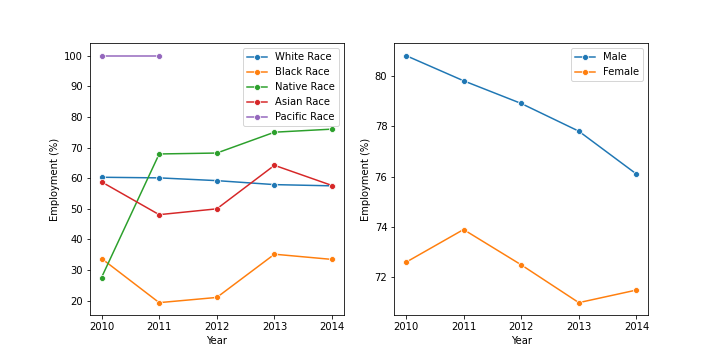 100
90
80
70
60
50
40
30
20
Employment (%)
2010
2011
2012
2013
2014
Year
White Race
Black Race
Native Race
Asian Race
Pacific Race
80
78
76
74
72
Employment (%)
2010
2011
2012
2013
2014
Year
Male
Female